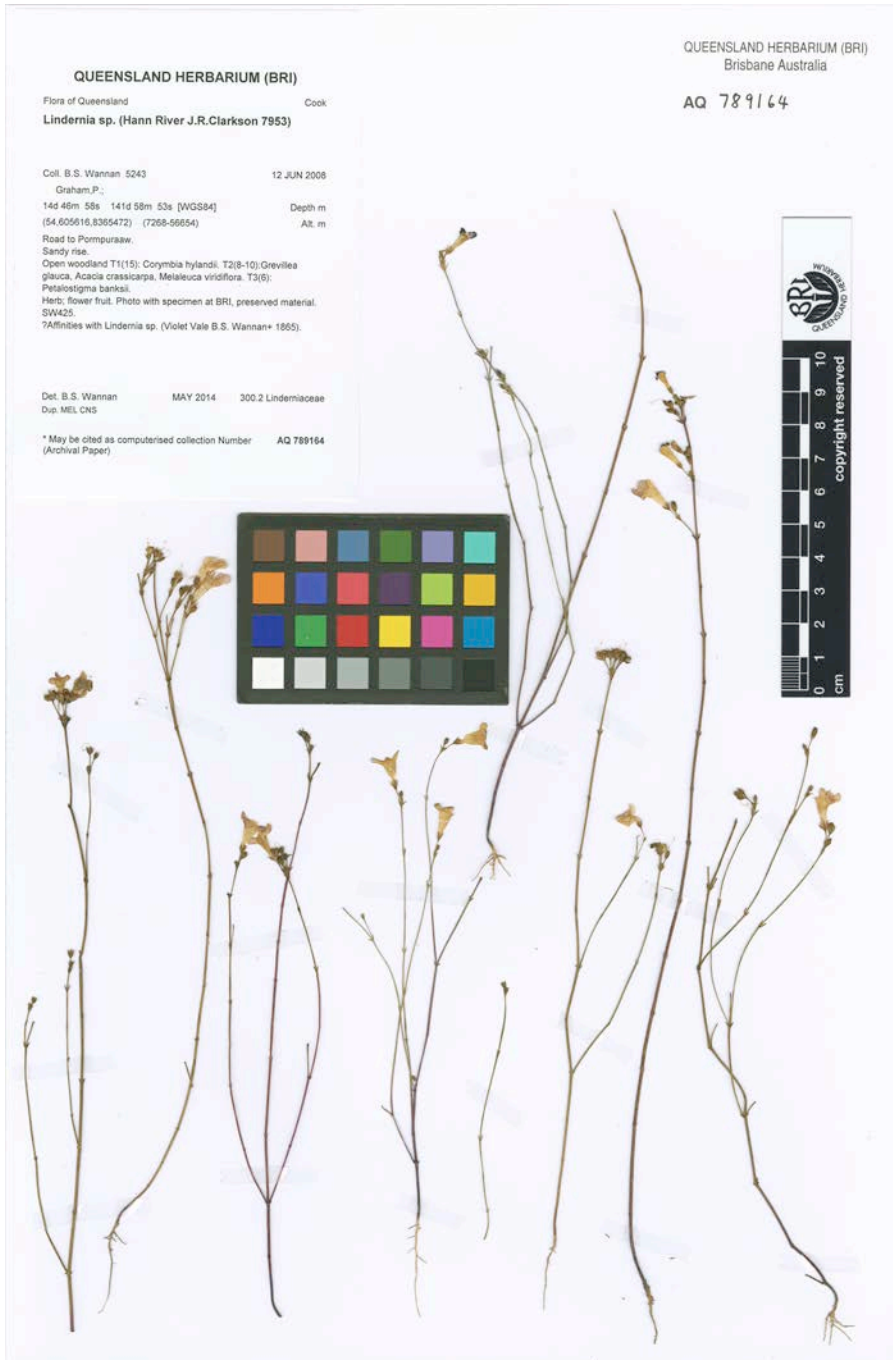 QUEENSLAND HERBARIUM (BRI)
Brisbane Australia
AQ 789164
QUEENSLAND HERBARIUM (BRI)
Flora of Queensland Cook
Lindernia sp. (Hann River J.R.Clarkson 7953)
Coll. B.S. Wannan 5243 12 JUN 2008
Graham,P.;
14d 46m 58s 141d 58m 53s [WGS84] Depth m
(54,605616,8365472) (7268-56654) Alt. m
Road to Pormpuraaw.
Sandy rise.
Open woodland T1(15): Corymbia hylandii. T2(8-10):Grevillea
glauca, Acacia crassicarpa, Melaleuca viridiflora. T3(6):
Petalostigma banksii.
Herb; flower fruit. Photo with specimen at BRI, preserved material.
SW425.
?Affinities with Lindernia sp. (Violet Vale B.S. Wannan+ 1865).
Det. B.S. Wannan MAY 2014 300.2 Linderniaceae
Dup. MEL CNS
* May be cited as computerised collection Number AQ 789164
(Archival Paper)
HERBARIUM
BRI
QUEENSLAND
0 1 2 3 4 5 6 7 8 9 10
cm
copyright reserved